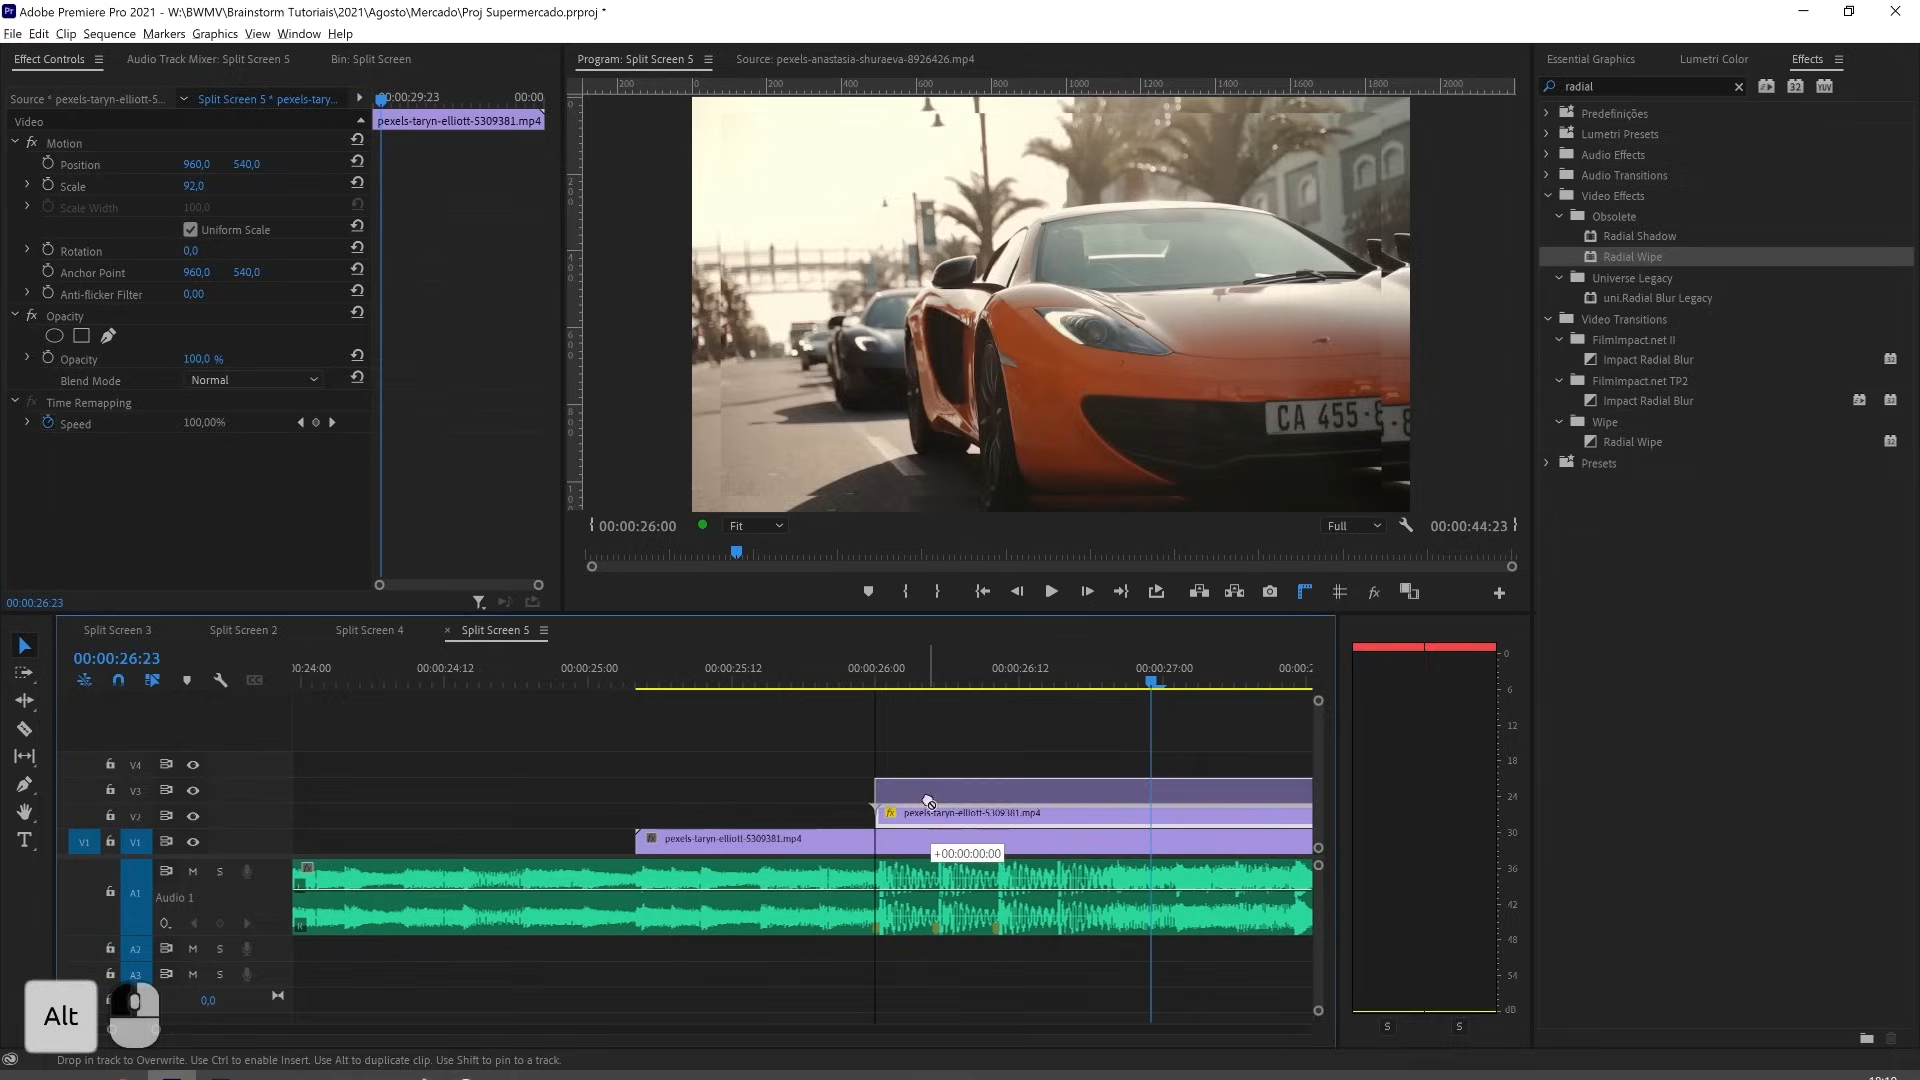 Adobe Premiere Pro 2021 - W:\BWMV\Brainstorm Tutoriais\2021\Agosto\Mercado\Proj Supermercado.prproj *
File Edit Clip Sequence Markers Graphics View Window Help
Effect Controls
Audio Track Mixer: Split Screen 5
Bin: Split Screen
Program: Split Screen 5
Source: pexels-anastasia-shuraeva-8926426.mp4
Essential Graphics
Lumetri Color
Effects
Source * pexels-taryn-elliott-5...
Split Screen 5 * pexels-tary...
00:00:29:23
00:00
pexels-taryn-elliott-5309381.mp4
Video
Motion
Position 960,0 540,0
Scale 92,0
Scale Width 100,0
Uniform Scale
Rotation 0,0
Anchor Point 960,0 540,0
Anti-flicker Filter 0,00
Opacity
Opacity 100,0 %
Blend Mode Normal
Time Remapping
Speed 100,00%
00:00:26:23
200 0 200 400 600 800 1000 1200 1400 1600 1800 2000
CA 455
00:00:26:00
Fit
Full
00:00:44:23
radial
Predefinições
Lumetri Presets
Audio Effects
Audio Transitions
Video Effects
Obsolete
Radial Shadow
Radial Wipe
Universe Legacy
uni.Radial Blur Legacy
Video Transitions
FilmImpact.net II
Impact Radial Blur
FilmImpact.net TP2
Impact Radial Blur
Wipe
Radial Wipe
Presets
Split Screen 3
Split Screen 2
Split Screen 4
× Split Screen 5
00:00:26:23
00:24:00 00:00:24:12 00:00:25:00 00:00:25:12 00:00:26:00 00:00:26:12 00:00:27:00 00:00:2
V4
V3
V2
pexels-taryn-elliott-5309381.mp4
V1 V1
pexels-taryn-elliott-5309381.mp4
+00:00:00:00
A1 M S
Audio 1
A2 M S
A3 M S
0,0
Alt
0
6
12
18
24
30
36
42
48
54
dB
S S
Drop in track to Overwrite. Use Ctrl to enable Insert. Use Alt to duplicate clip. Use Shift to pin to a track.